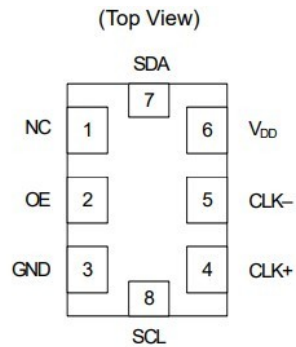 (Top View)
SDA
7
NC 1 6 VDD
OE 2 5 CLK–
GND 3 4 CLK+
8
SCL